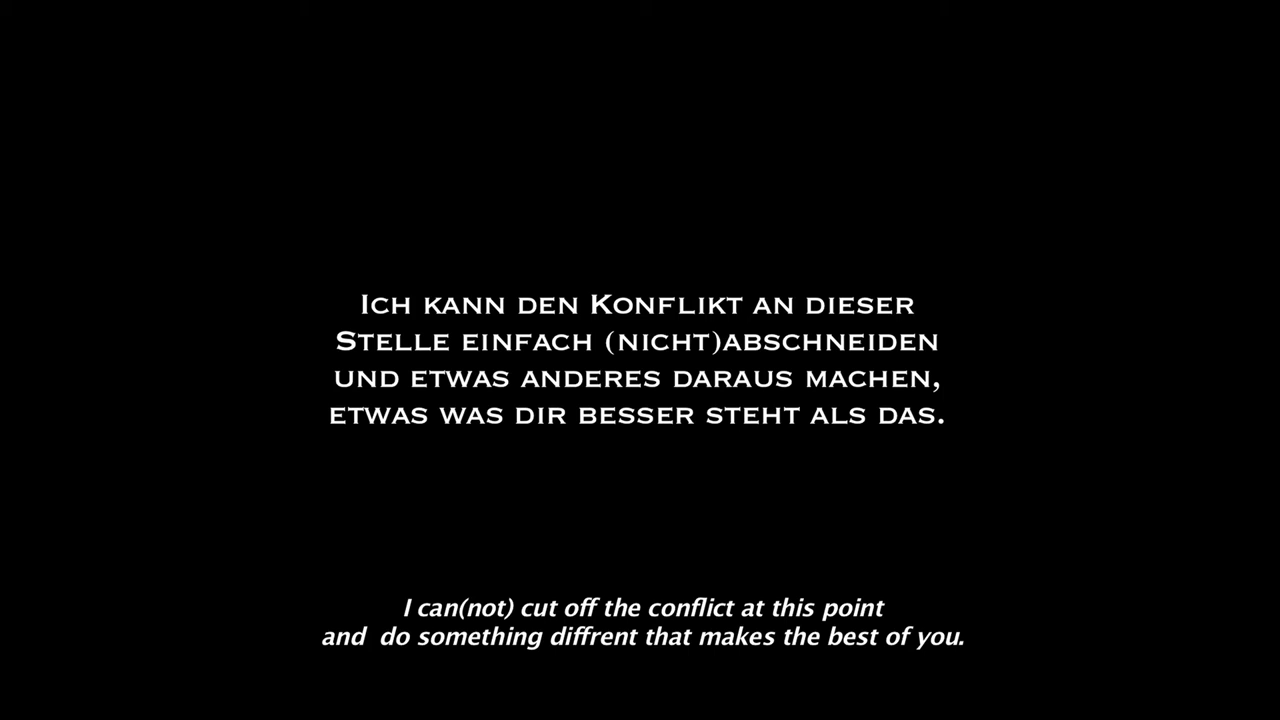 Ich kann den Konflikt an dieser
Stelle einfach (nicht)abschneiden
und etwas anderes daraus machen,
etwas was dir besser steht als das.
I can(not) cut off the conflict at this point
and  do something diffrent that makes the best of you.